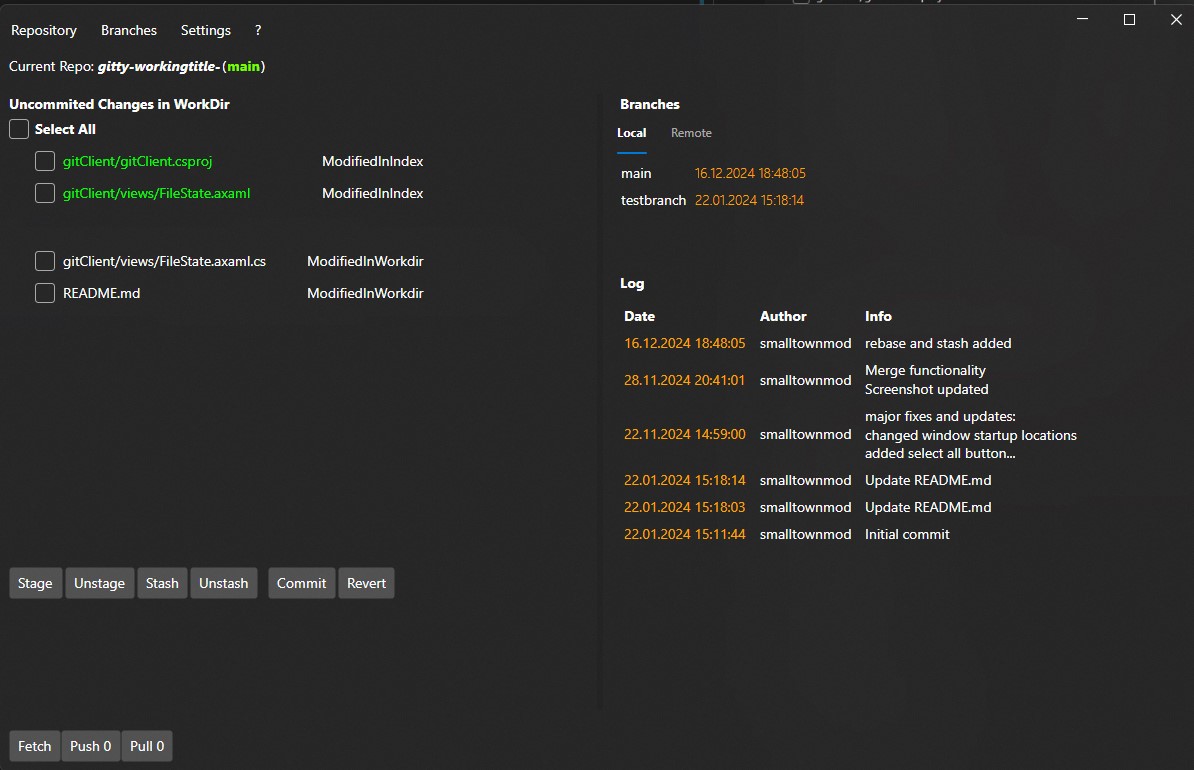 Repository Branches Settings ?
Current Repo: gitty-workingtitle-(main)
Uncommited Changes in WorkDir
Select All
gitClient/gitClient.csproj ModifiedInIndex
gitClient/views/FileState.axaml ModifiedInIndex
gitClient/views/FileState.axaml.cs ModifiedInWorkdir
README.md ModifiedInWorkdir
Stage Unstage Stash Unstash Commit Revert
Fetch Push 0 Pull 0
Branches
Local Remote
main 16.12.2024 18:48:05
testbranch 22.01.2024 15:18:14
Log
Date Author Info
16.12.2024 18:48:05 smalltownmod rebase and stash added
28.11.2024 20:41:01 smalltownmod Merge functionality
Screenshot updated
22.11.2024 14:59:00 smalltownmod major fixes and updates:
changed window startup locations
added select all button...
22.01.2024 15:18:14 smalltownmod Update README.md
22.01.2024 15:18:03 smalltownmod Update README.md
22.01.2024 15:11:44 smalltownmod Initial commit